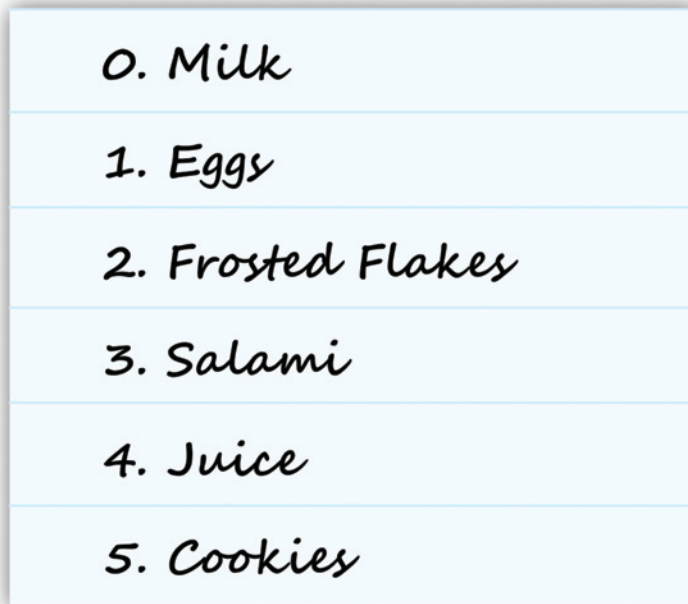 0. Milk
1. Eggs
2. Frosted Flakes
3. Salami
4. Juice
5. Cookies